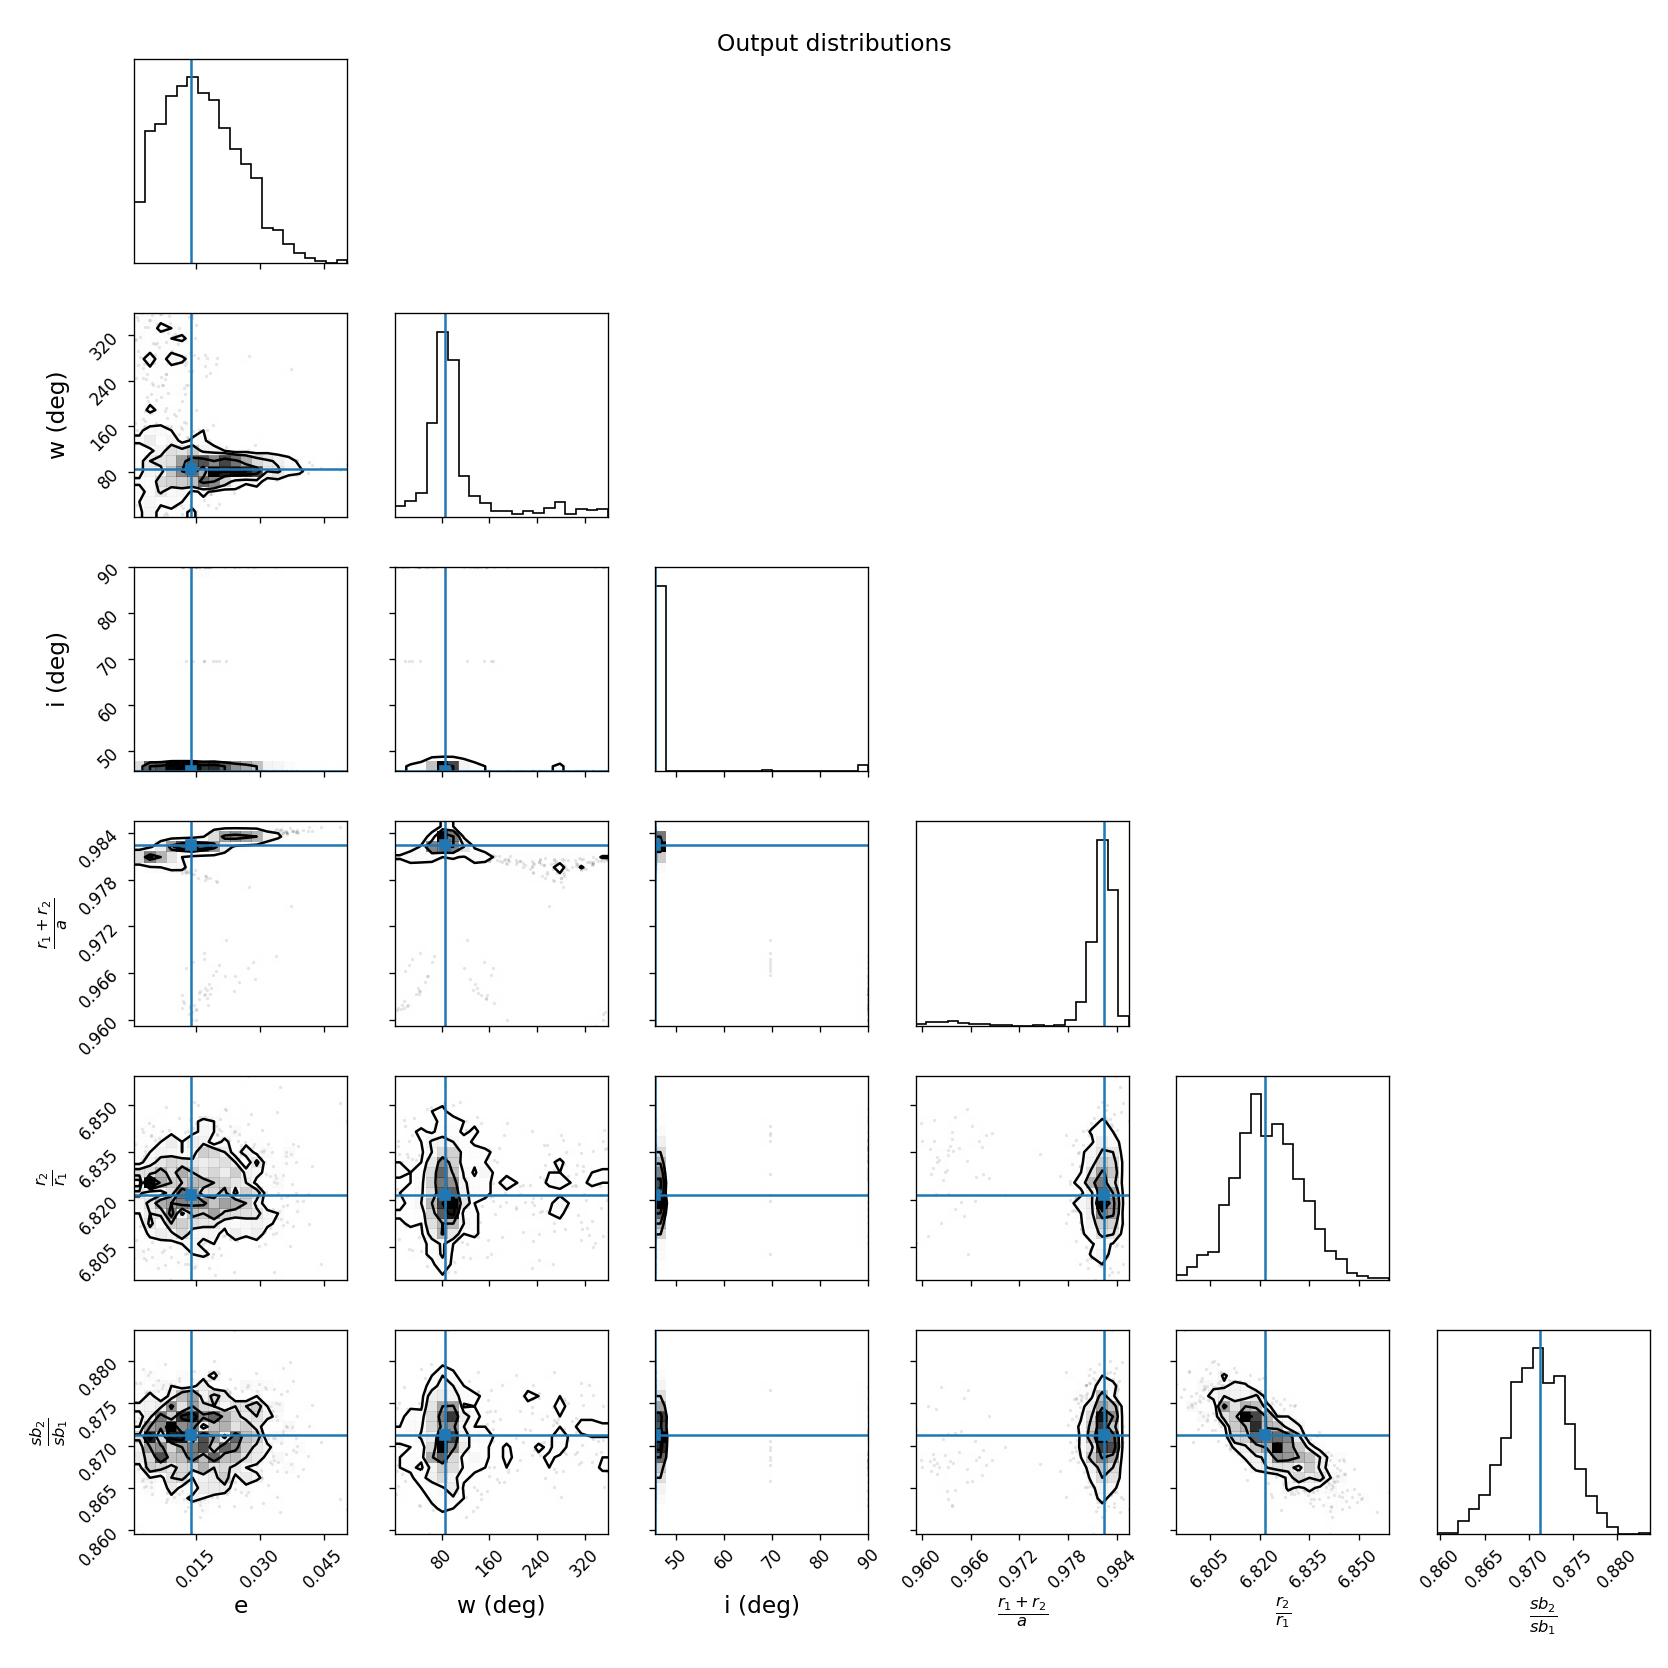 Output distributions
w (deg)
320
240
160
80
i (deg)
90
80
70
60
50
r₁ + r₂
a
0.984
0.978
0.972
0.966
0.960
r₂
r₁
6.850
6.835
6.820
6.805
sb₂
sb₁
0.880
0.875
0.870
0.865
0.860
0.015 0.030 0.045
80 160 240 320
50 60 70 80 90
0.960 0.966 0.972 0.978 0.984
6.805 6.820 6.835 6.850
0.860 0.865 0.870 0.875 0.880
e
w (deg)
i (deg)
r₁ + r₂
a
r₂
r₁
sb₂
sb₁